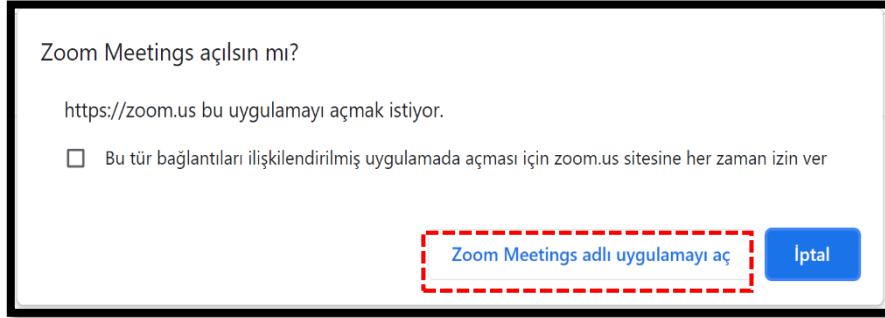 Zoom Meetings açılsın mı?
https://zoom.us bu uygulamayı açmak istiyor.
Bu tür bağlantıları ilişkilendirilmiş uygulamada açması için zoom.us sitesine her zaman izin ver
Zoom Meetings adlı uygulamayı aç
İptal